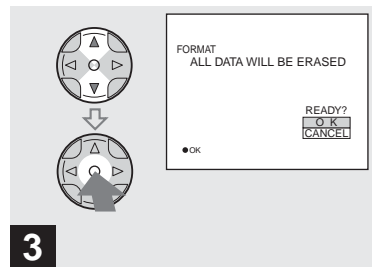 FORMAT
ALL DATA WILL BE ERASED
READY?
O K
CANCEL
●OK
3